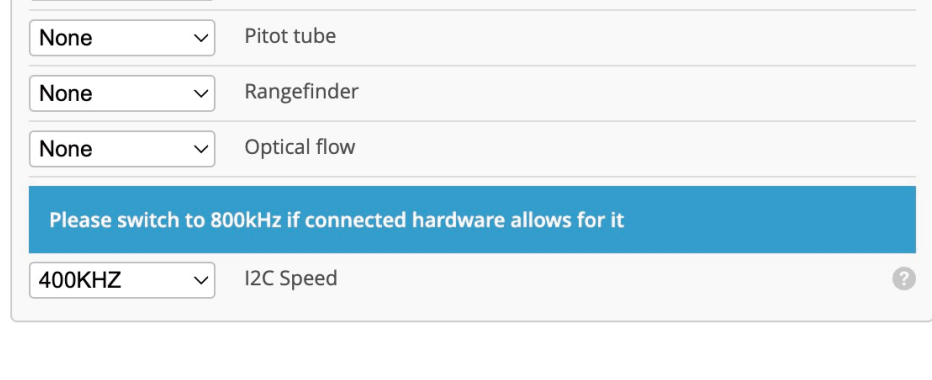 None
Pitot tube
None
Rangefinder
None
Optical flow
Please switch to 800kHz if connected hardware allows for it
400KHZ
I2C Speed
?